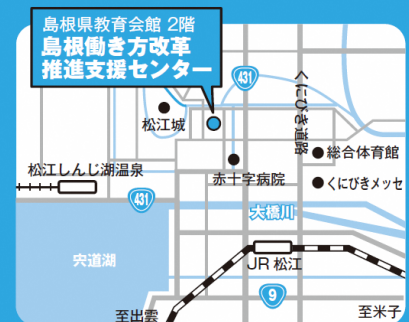 島根県教育会館 2階
島根働き方改革
推進支援センター
431
くにびき道路
松江城
総合体育館
松江しんじ湖温泉
赤十字病院
くにびきメッセ
431
大橋川
宍道湖
JR 松江
9
至出雲
至米子